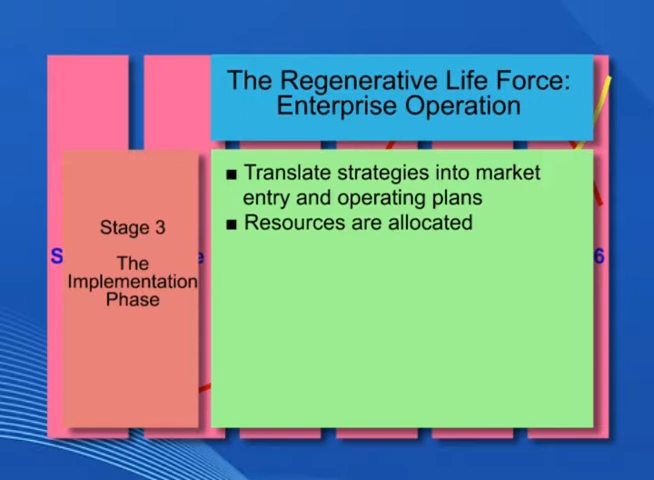 The Regenerative Life Force:
Enterprise Operation
Stage 3
The
Implementation
Phase
■ Translate strategies into market
entry and operating plans
■ Resources are allocated
S
e
6